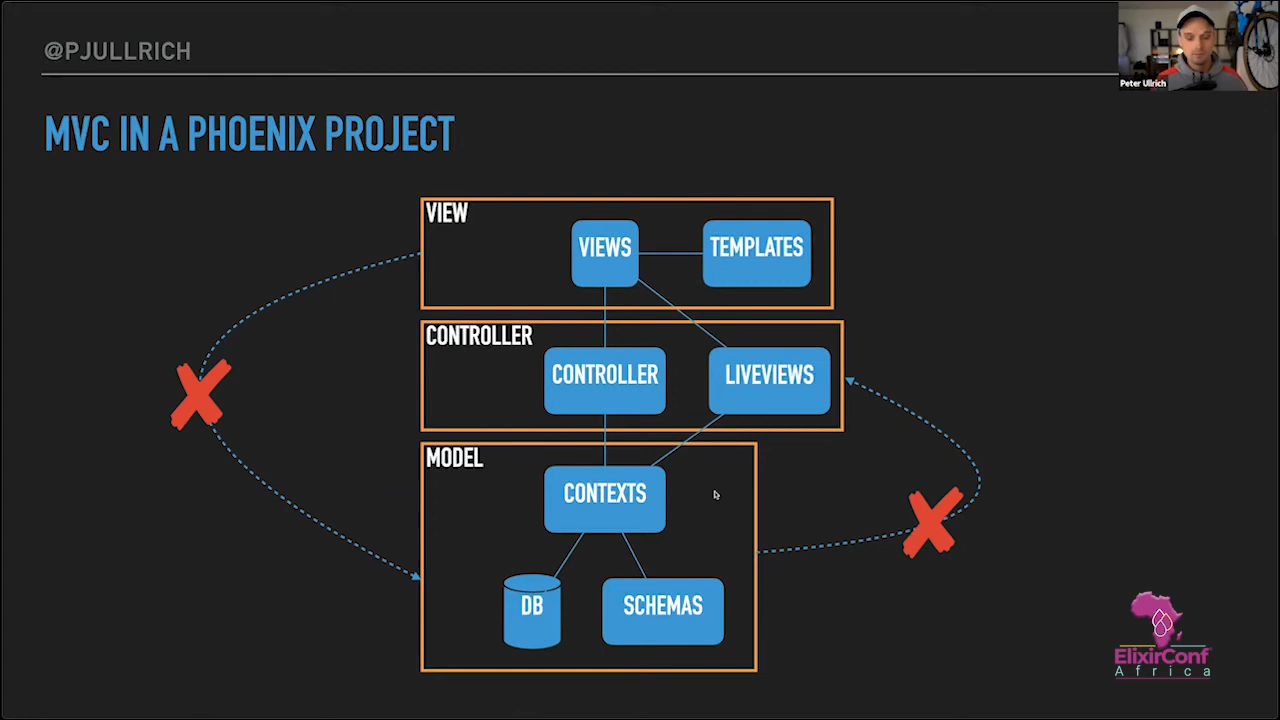 @PJULLRICH
Peter Ullrich
MVC IN A PHOENIX PROJECT
VIEW
VIEWS
TEMPLATES
CONTROLLER
CONTROLLER
LIVEVIEWS
MODEL
CONTEXTS
DB
SCHEMAS
ElixirConf
Africa